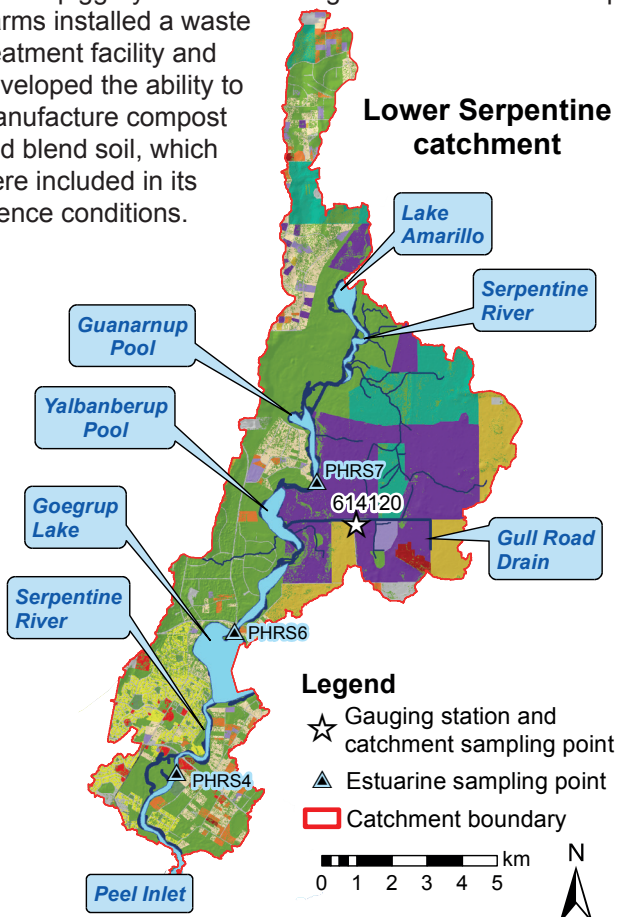 arms installed a waste
eatment facility and
veloped the ability to
anufacture compost
d blend soil, which
ere included in its
ence conditions.
Lower Serpentine
catchment
Lake
Amarillo
Serpentine
River
Guanarnup
Pool
Yalbanberup
Pool
PHRS7
614120
Goegrup
Lake
Gull Road
Drain
Serpentine
River
PHRS6
PHRS4
Peel Inlet
Legend
Gauging station and
catchment sampling point
Estuarine sampling point
Catchment boundary
km
0 1 2 3 4 5
N